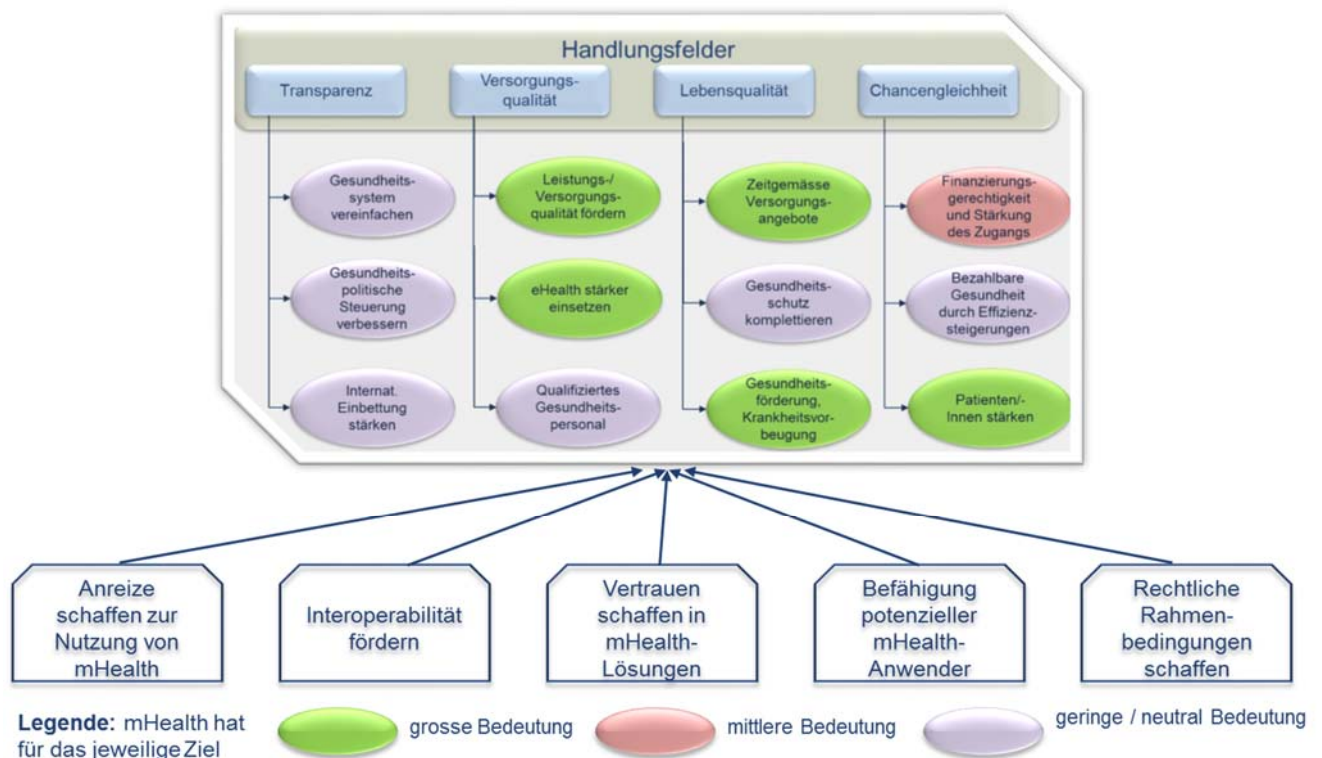 Handlungsfelder
Transparenz
Versorgungs-
qualität
Lebensqualität
Chancengleichheit
Gesundheits-
system
vereinfachen
Leistungs-/
Versorgungs-
qualität fördern
Zeitgemässe
Versorgungs-
angebote
Finanzierungs-
gerechtigkeit
und Stärkung
des Zugangs
Gesundheits-
politische
Steuerung
verbessern
eHealth stärker
einsetzen
Gesundheits-
schutz
komplettieren
Bezahlbare
Gesundheit
durch Effizienz-
steigerungen
Internat.
Einbettung
stärken
Qualifiziertes
Gesundheits-
personal
Gesundheits-
förderung,
Krankheitsvor-
beugung
Patienten/-
Innen stärken
Anreize
schaffen zur
Nutzung von
mHealth
Interoperabilität
fördern
Vertrauen
schaffen in
mHealth-
Lösungen
Befähigung
potenzieller
mHealth-
Anwender
Rechtliche
Rahmen-
bedingungen
schaffen
Legende: mHealth hat
für das jeweilige Ziel
grosse Bedeutung
mittlere Bedeutung
geringe / neutral Bedeutung